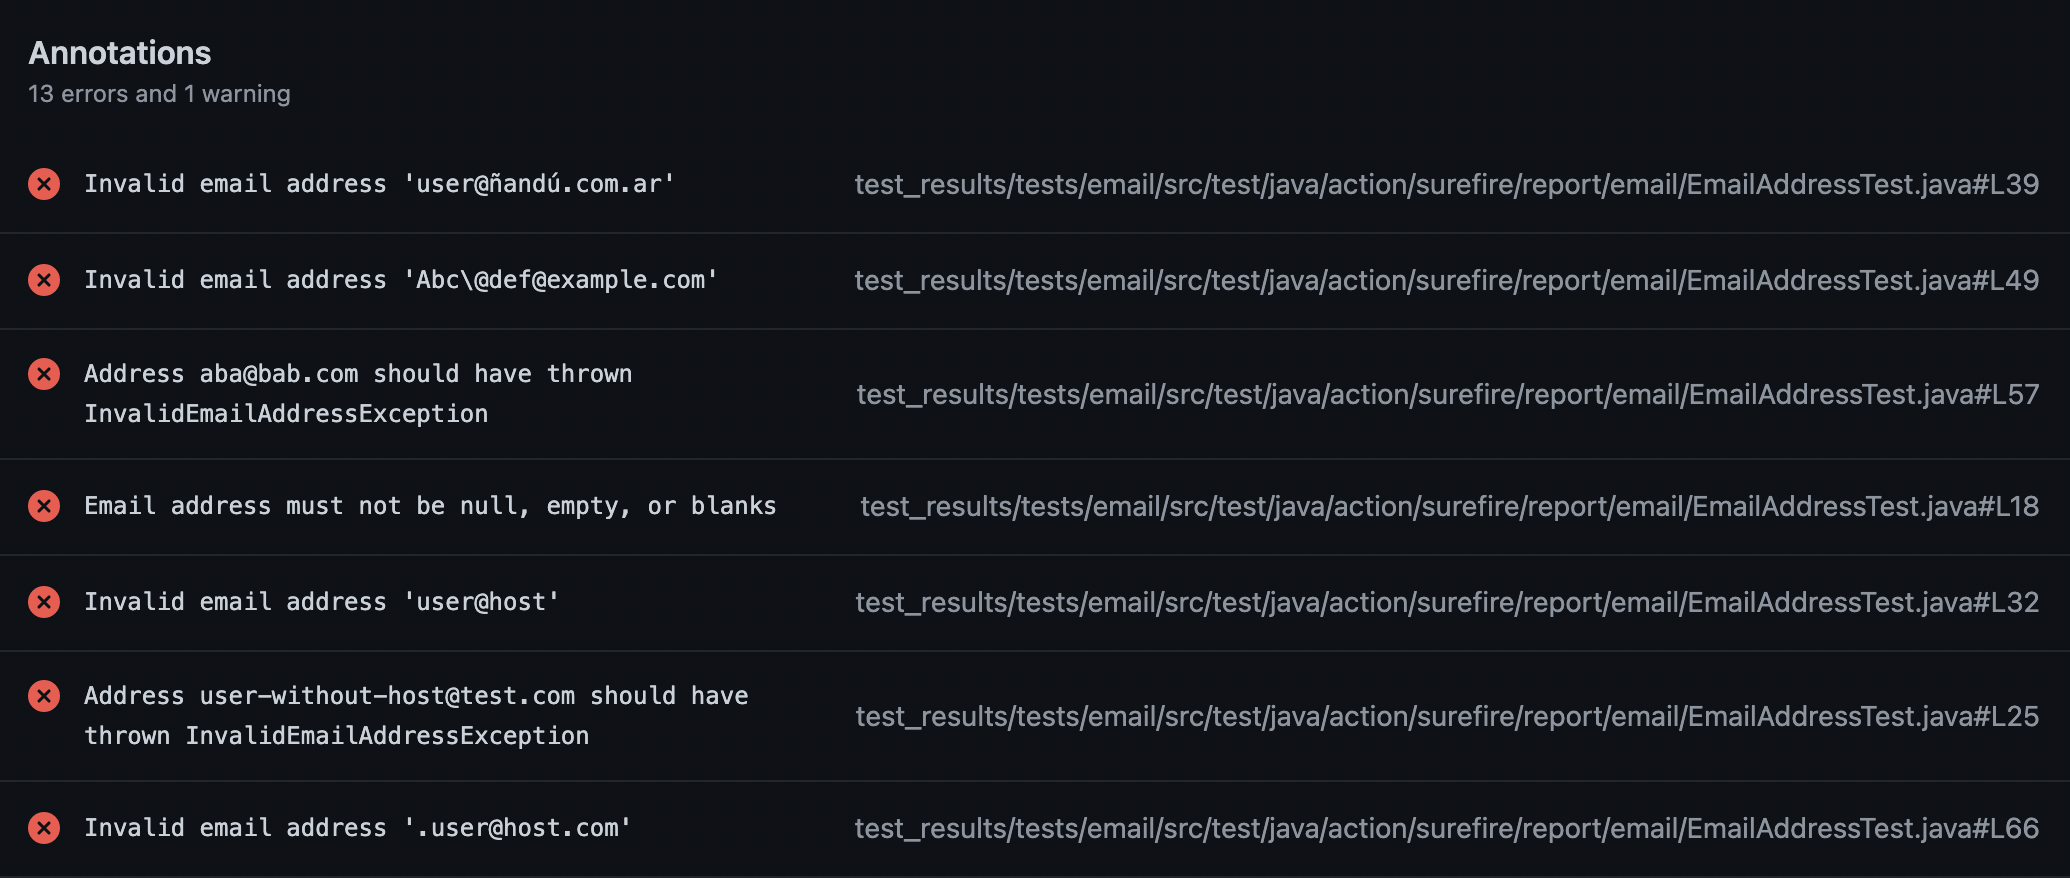 Annotations
13 errors and 1 warning
Invalid email address 'user@ñandú.com.ar'
test_results/tests/email/src/test/java/action/surefire/report/email/EmailAddressTest.java#L39
Invalid email address 'Abc\@def@example.com'
test_results/tests/email/src/test/java/action/surefire/report/email/EmailAddressTest.java#L49
Address aba@bab.com should have thrown
InvalidEmailAddressException
test_results/tests/email/src/test/java/action/surefire/report/email/EmailAddressTest.java#L57
Email address must not be null, empty, or blanks
test_results/tests/email/src/test/java/action/surefire/report/email/EmailAddressTest.java#L18
Invalid email address 'user@host'
test_results/tests/email/src/test/java/action/surefire/report/email/EmailAddressTest.java#L32
Address user-without-host@test.com should have
thrown InvalidEmailAddressException
test_results/tests/email/src/test/java/action/surefire/report/email/EmailAddressTest.java#L25
Invalid email address '.user@host.com'
test_results/tests/email/src/test/java/action/surefire/report/email/EmailAddressTest.java#L66